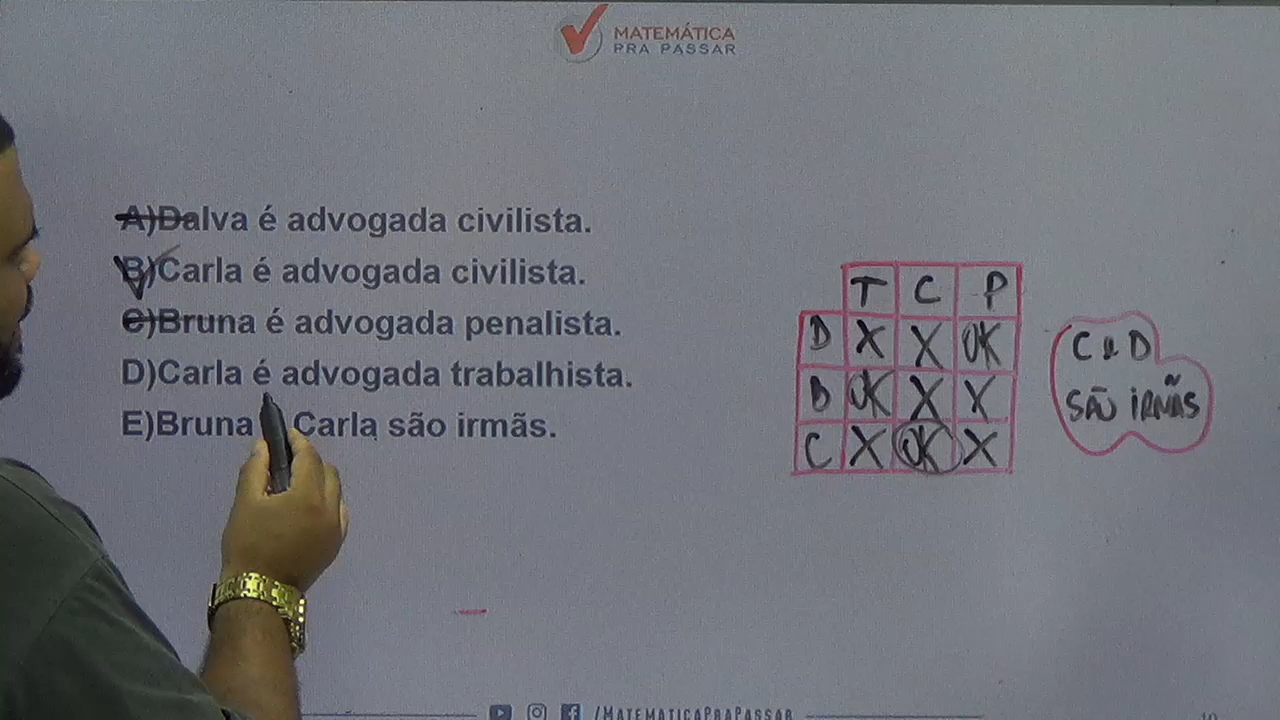 MATEMÁTICA
PRA PASSAR
A)Dalva é advogada civilista.
B)Carla é advogada civilista.
C)Bruna é advogada penalista.
D)Carla é advogada trabalhista.
E)Bruna Carla são irmãs.
T C P
D X X OK
B OK X X
C X OK X
C e D
SÃO IRMÃS
/MATEMATICAPRAPASSAR